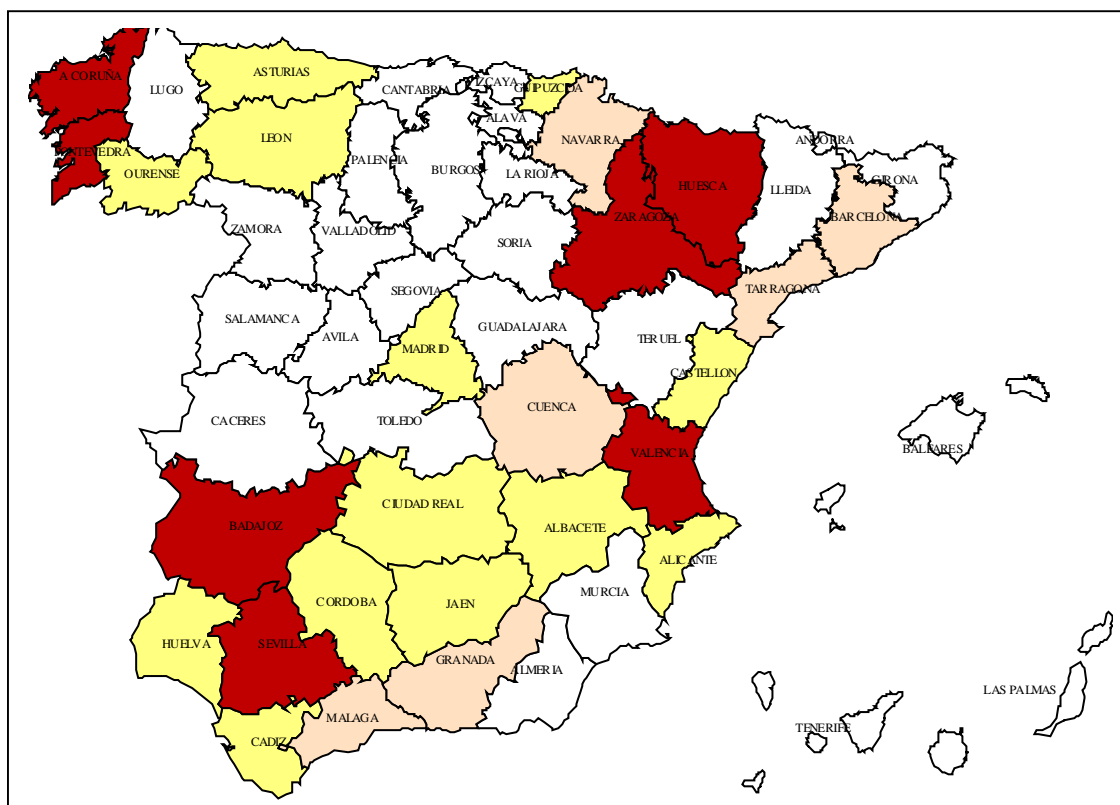 A CORUÑA
LUGO
ASTURIAS
CANTABRIA
IZCAYA
GUIPUZCIDA
ALAVA
NAVARRA
ANDORRA
PONTEVEDRA
OURENSE
LEON
PALENCIA
BURGOS
LA RIOJA
HUESCA
LLEIDA
GIRONA
ZAMORA
VALLADOLID
SORIA
ZARAGOZA
BARCELONA
SALAMANCA
SEGOVIA
AVILA
MADRID
GUADALAJARA
TERUEL
TARRAGONA
CASTELLON
CACERES
TOLEDO
CUENCA
VALENCIA
BALEARES
BADAJOZ
CIUDAD REAL
ALBACETE
ALICANTE
HUELVA
SEVILLA
CORDOBA
JAEN
MURCIA
GRANADA
ALMERIA
MALAGA
CADIZ
LAS PALMAS
TENERIFE